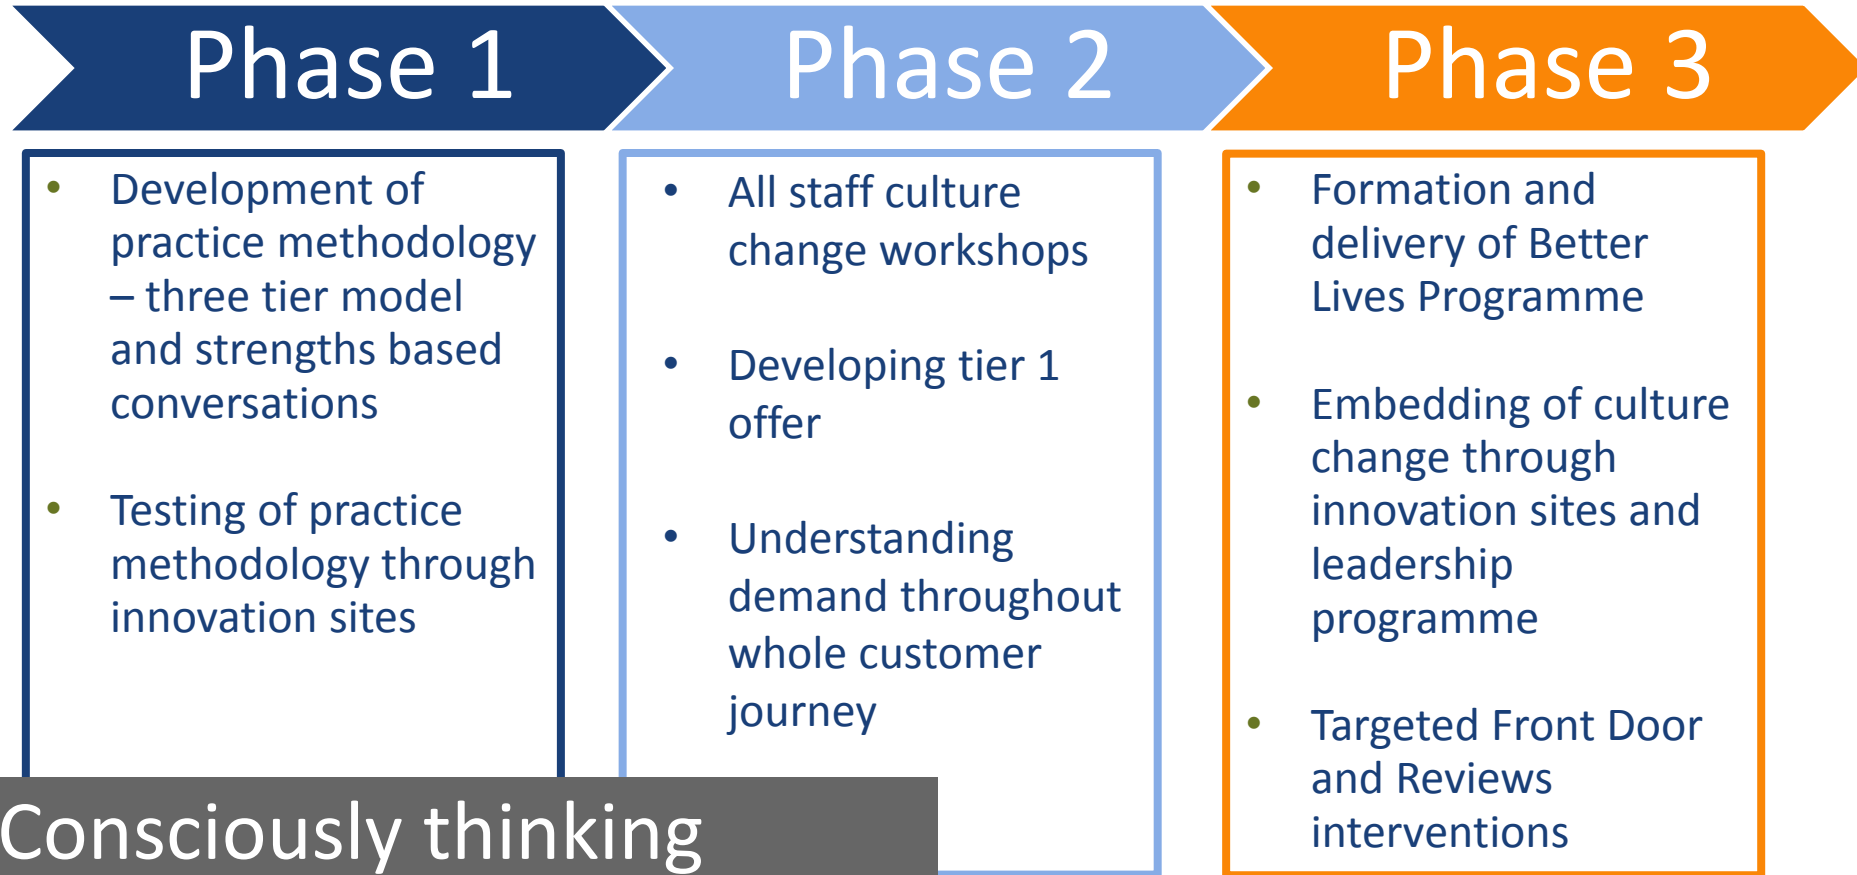 Phase 1
Phase 2
Phase 3
• Development of
practice methodology
– three tier model
and strengths based
conversations
• Testing of practice
methodology through
innovation sites
• All staff culture
change workshops
• Developing tier 1
offer
• Understanding
demand throughout
whole customer
journey
• Formation and
delivery of Better
Lives Programme
• Embedding of culture
change through
innovation sites and
leadership
programme
• Targeted Front Door
and Reviews
interventions
Consciously thinking